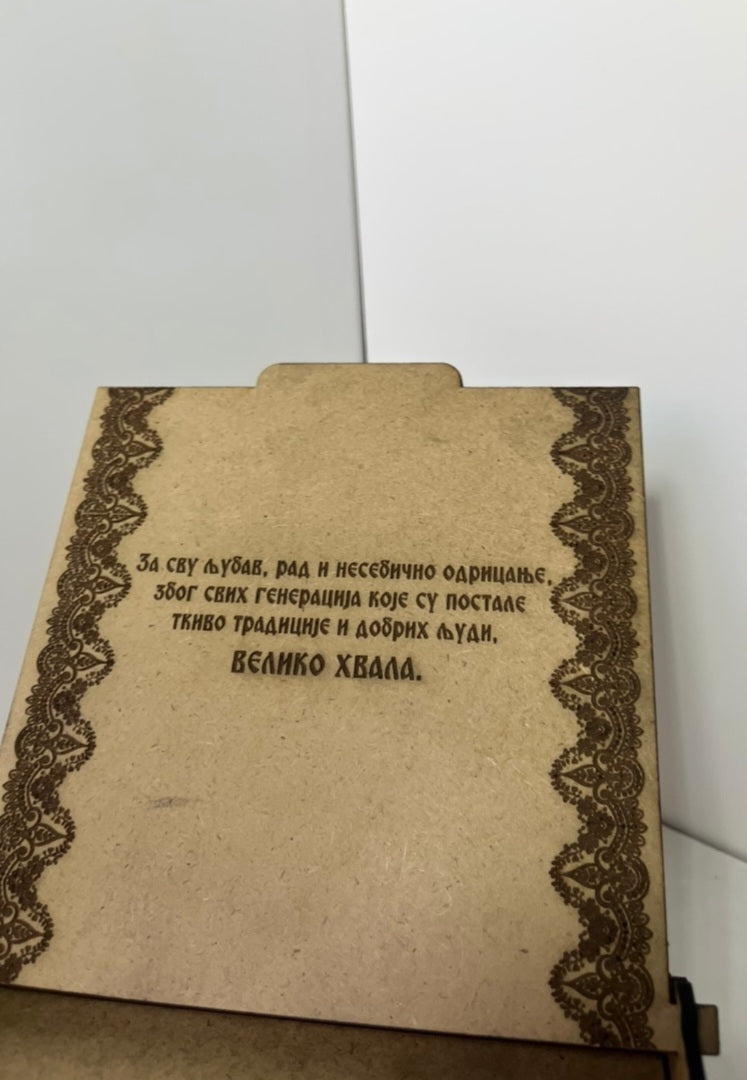 За сву љубав, рад и несебично одрицање,
због свих генерација које су постале
ткиво традиције и добрих људи,
ВЕЛИКО ХВАЛА.